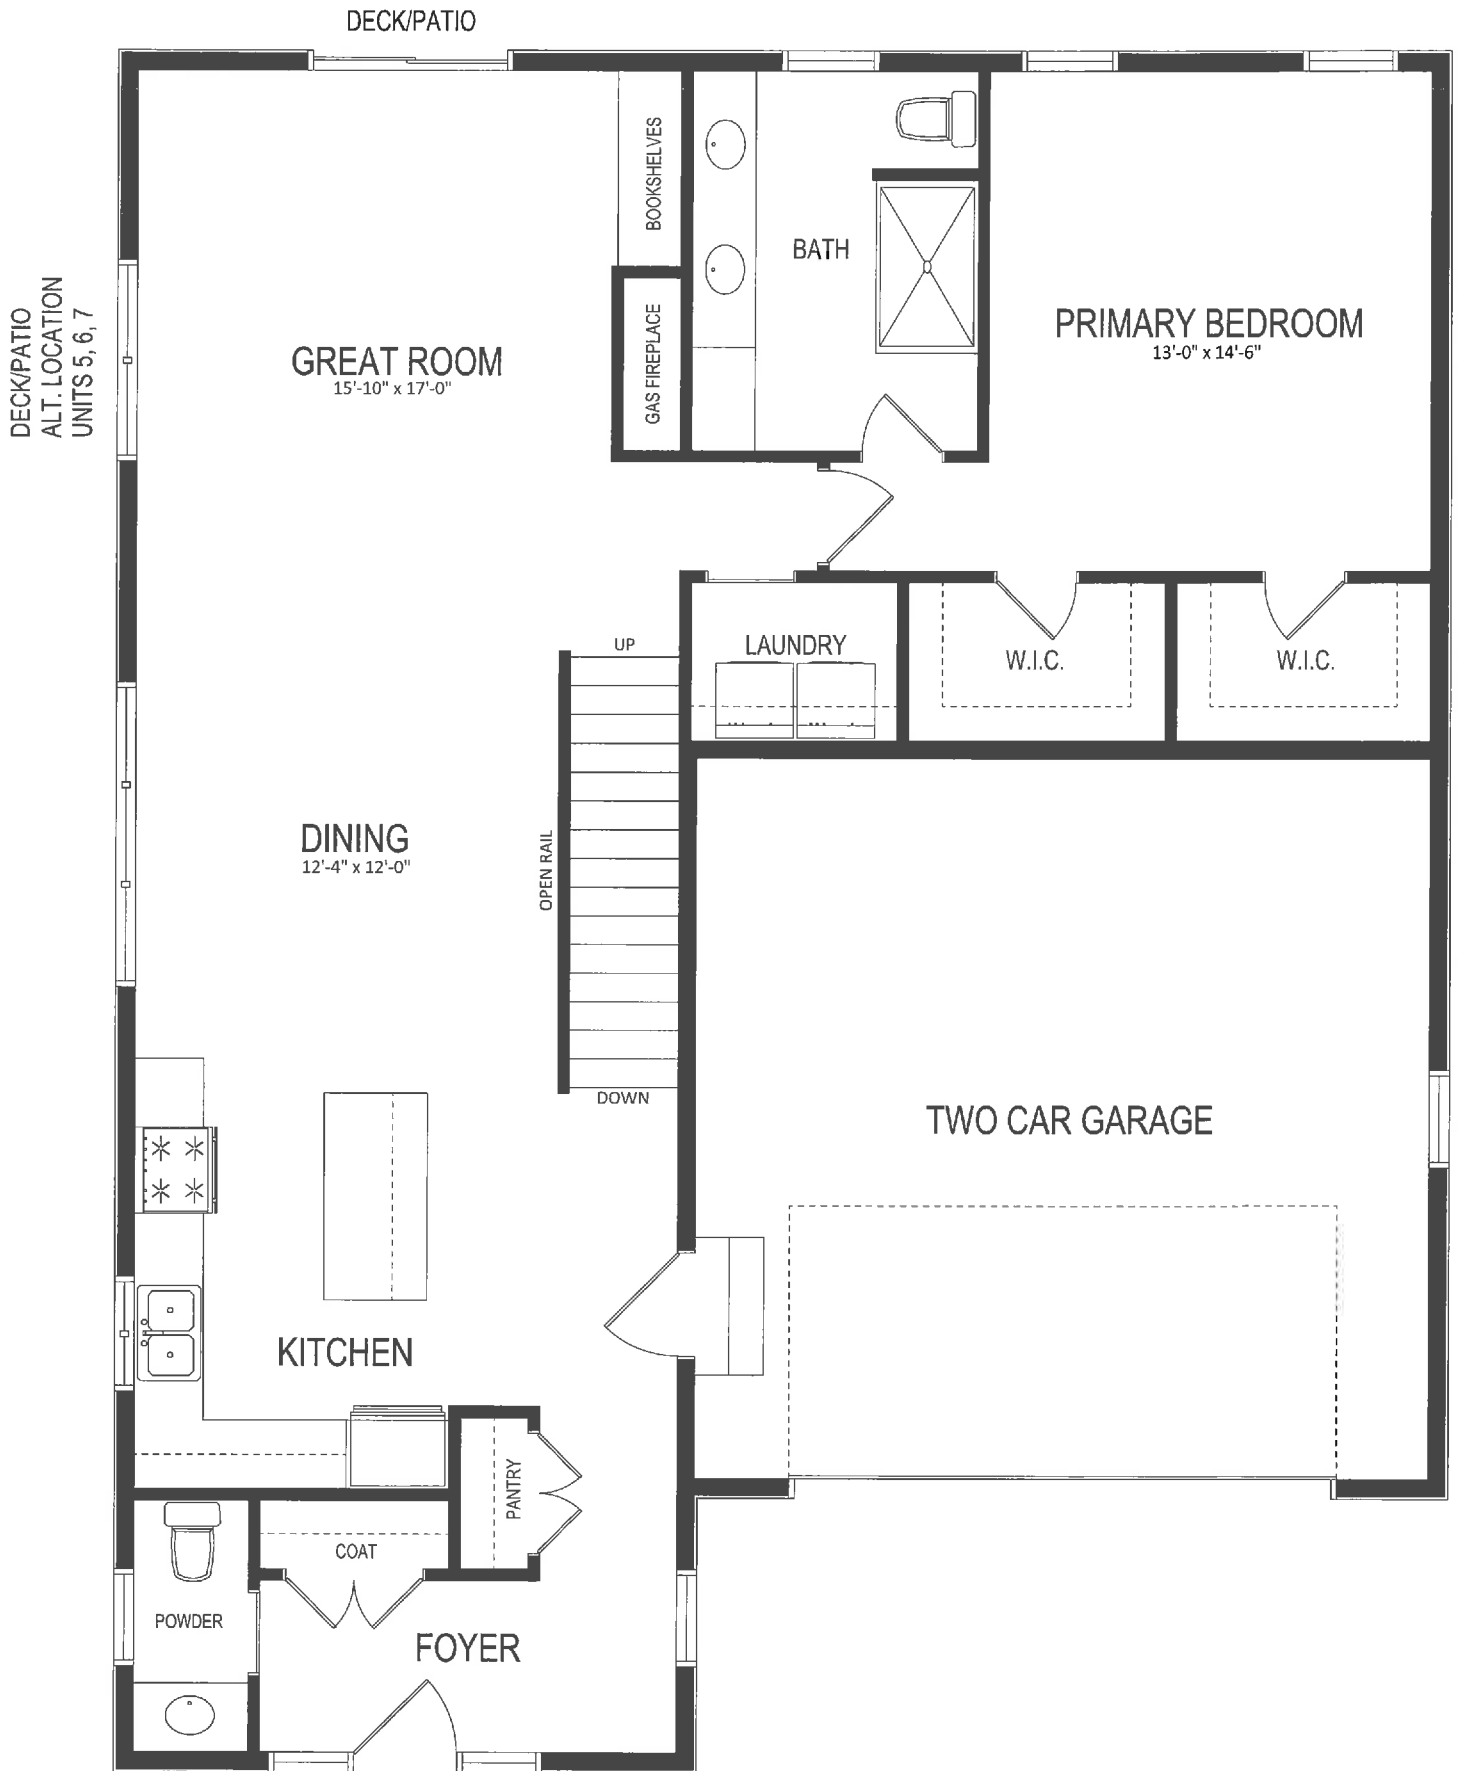 DECK/PATIO
DECK/PATIO
ALT. LOCATION
UNITS 5, 6, 7
BOOKSHELVES
BATH
GREAT ROOM
15'-10" x 17'-0"
GAS FIREPLACE
PRIMARY BEDROOM
13'-0" x 14'-6"
UP
LAUNDRY
W.I.C.
W.I.C.
DINING
12'-4" x 12'-0"
OPEN RAIL
DOWN
TWO CAR GARAGE
KITCHEN
PANTRY
COAT
POWDER
FOYER